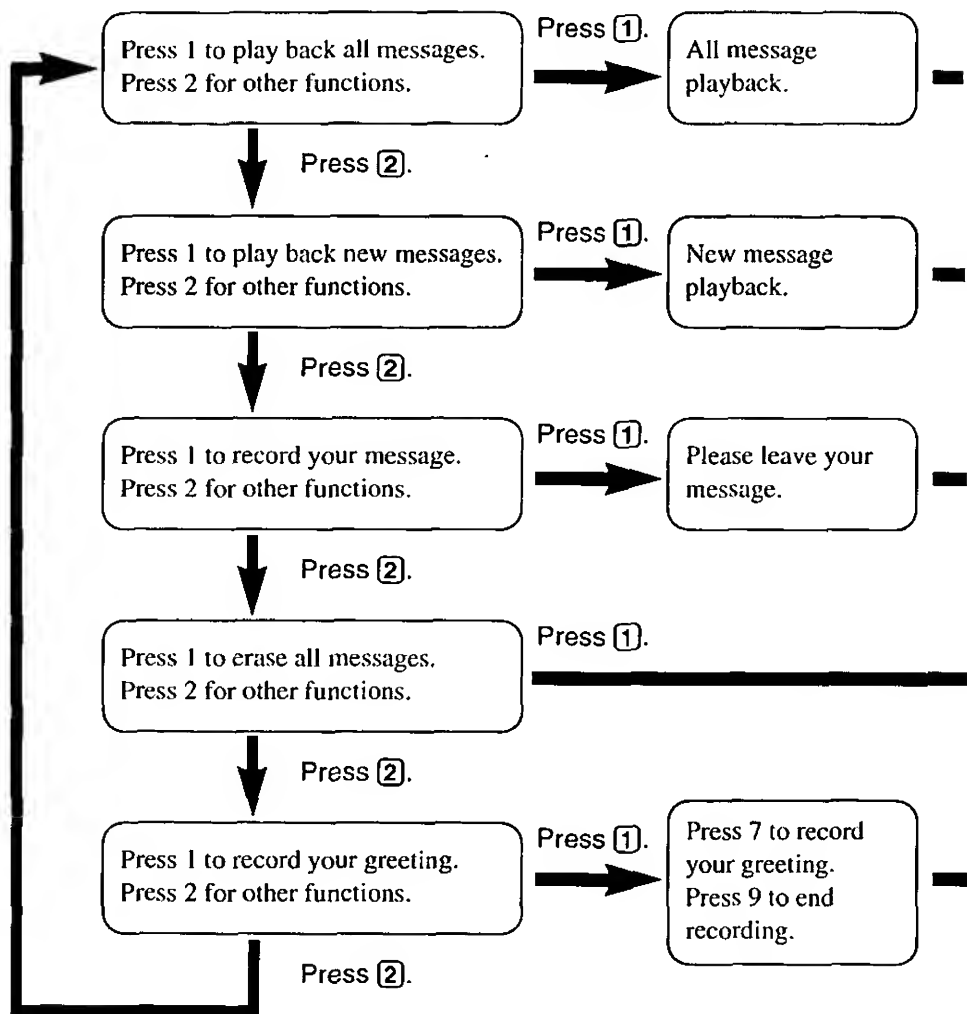 Press 1 to play back all messages.
Press 2 for other functions.
Press 1.
All message
playback.
Press 2.
Press 1 to play back new messages.
Press 2 for other functions.
Press 1.
New message
playback.
Press 2.
Press 1 to record your message.
Press 2 for other functions.
Press 1.
Please leave your
message.
Press 2.
Press 1 to erase all messages.
Press 2 for other functions.
Press 1.
Press 2.
Press 1 to record your greeting.
Press 2 for other functions.
Press 1.
Press 7 to record
your greeting.
Press 9 to end
recording.
Press 2.